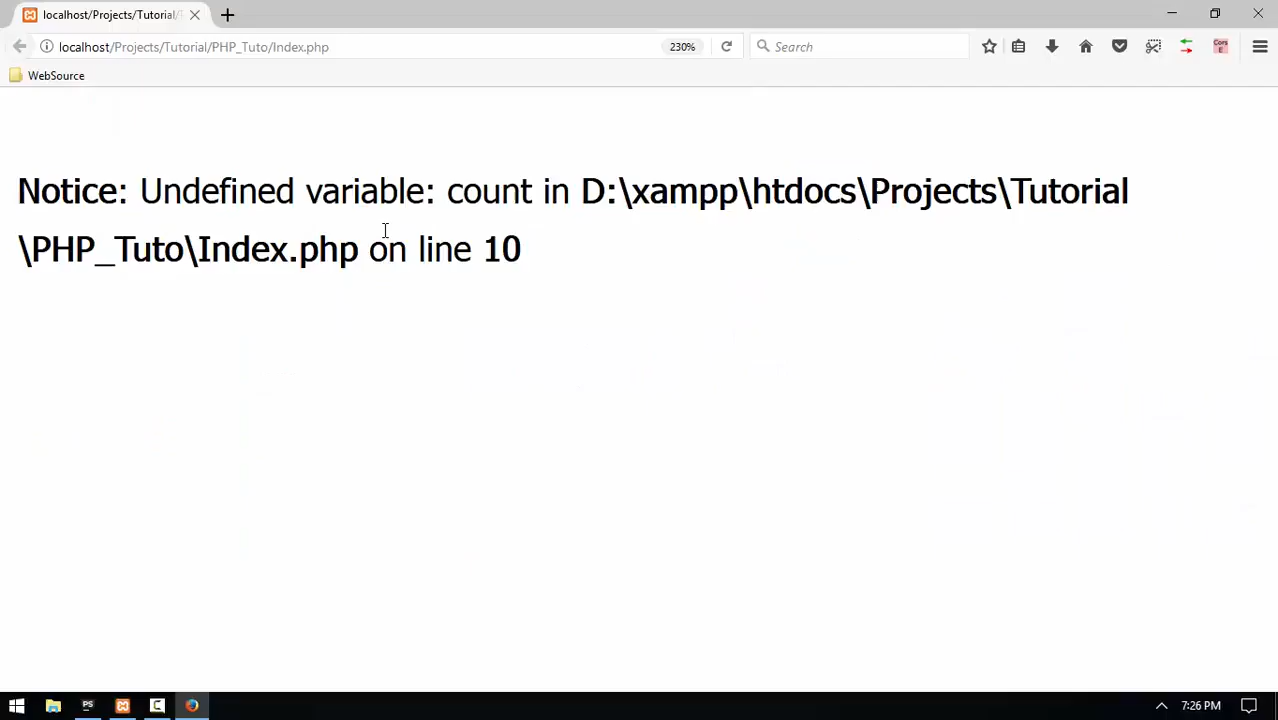 localhost/Projects/Tutorial/
localhost/Projects/Tutorial/PHP_Tuto/Index.php
230%
Search
WebSource
Notice: Undefined variable: count in D:\xampp\htdocs\Projects\Tutorial
\PHP_Tuto\Index.php on line 10
PS
7:26 PM